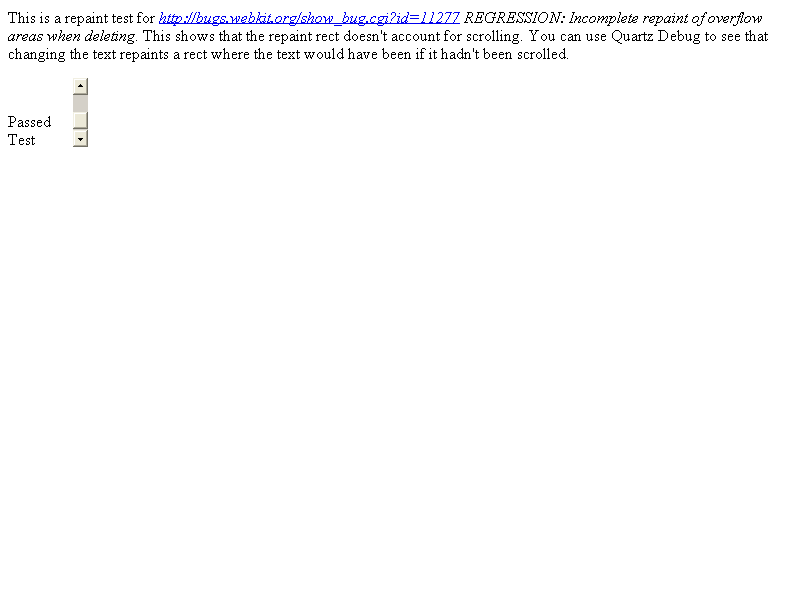 This is a repaint test for http://bugs.webkit.org/show_bug.cgi?id=11277 REGRESSION: Incomplete repaint of overflow
areas when deleting. This shows that the repaint rect doesn't account for scrolling. You can use Quartz Debug to see that
changing the text repaints a rect where the text would have been if it hadn't been scrolled.
Passed
Test